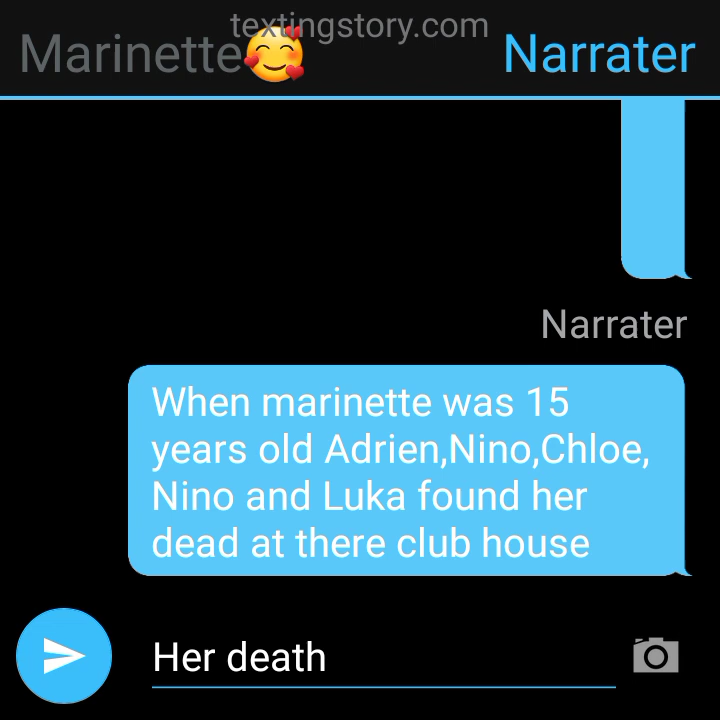 textingstory.com
Marinette🥰 Narrater
Narrater
When marinette was 15
years old Adrien,Nino,Chloe,
Nino and Luka found her
dead at there club house
Her death